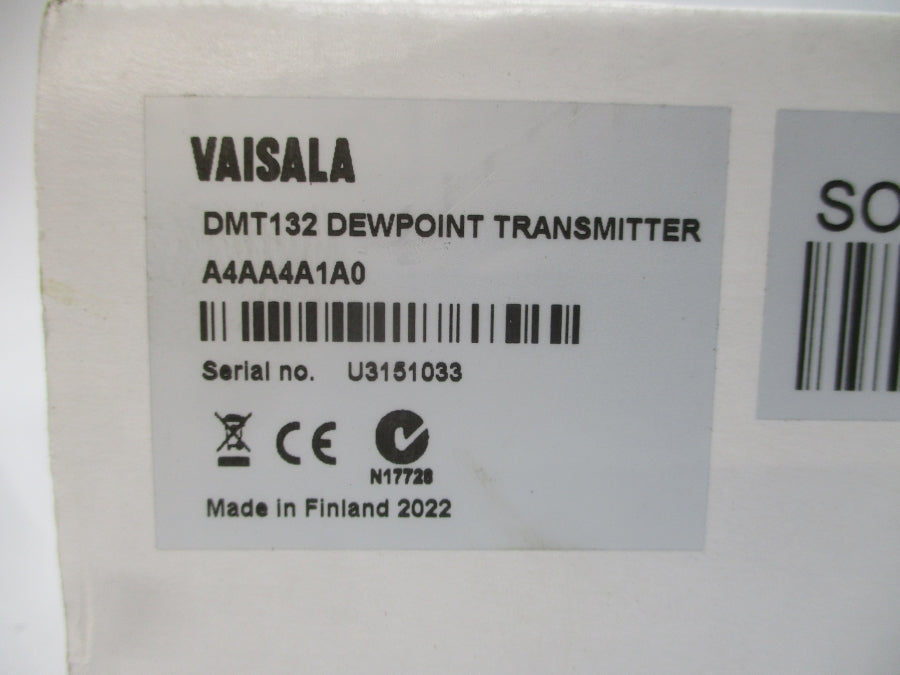 VAISALA
DMT132 DEWPOINT TRANSMITTER
A4AA4A1A0
Serial no. U3151033
CE
N17728
Made in Finland 2022
SO